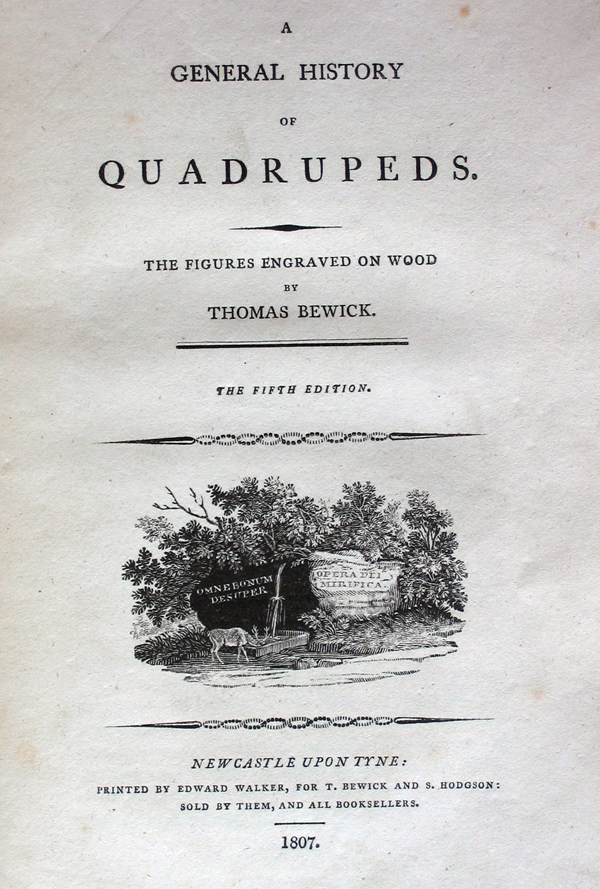 A
GENERAL HISTORY
OF
QUADRUPEDS.
THE FIGURES ENGRAVED ON WOOD
BY
THOMAS BEWICK.
THE FIFTH EDITION.
OMNE BONUM
DESUPER
OPERA DEI
MIRIFICA.
NEWCASTLE UPON TYNE:
PRINTED BY EDWARD WALKER, FOR T. BEWICK AND S. HODGSON:
SOLD BY THEM, AND ALL BOOKSELLERS.
1807.